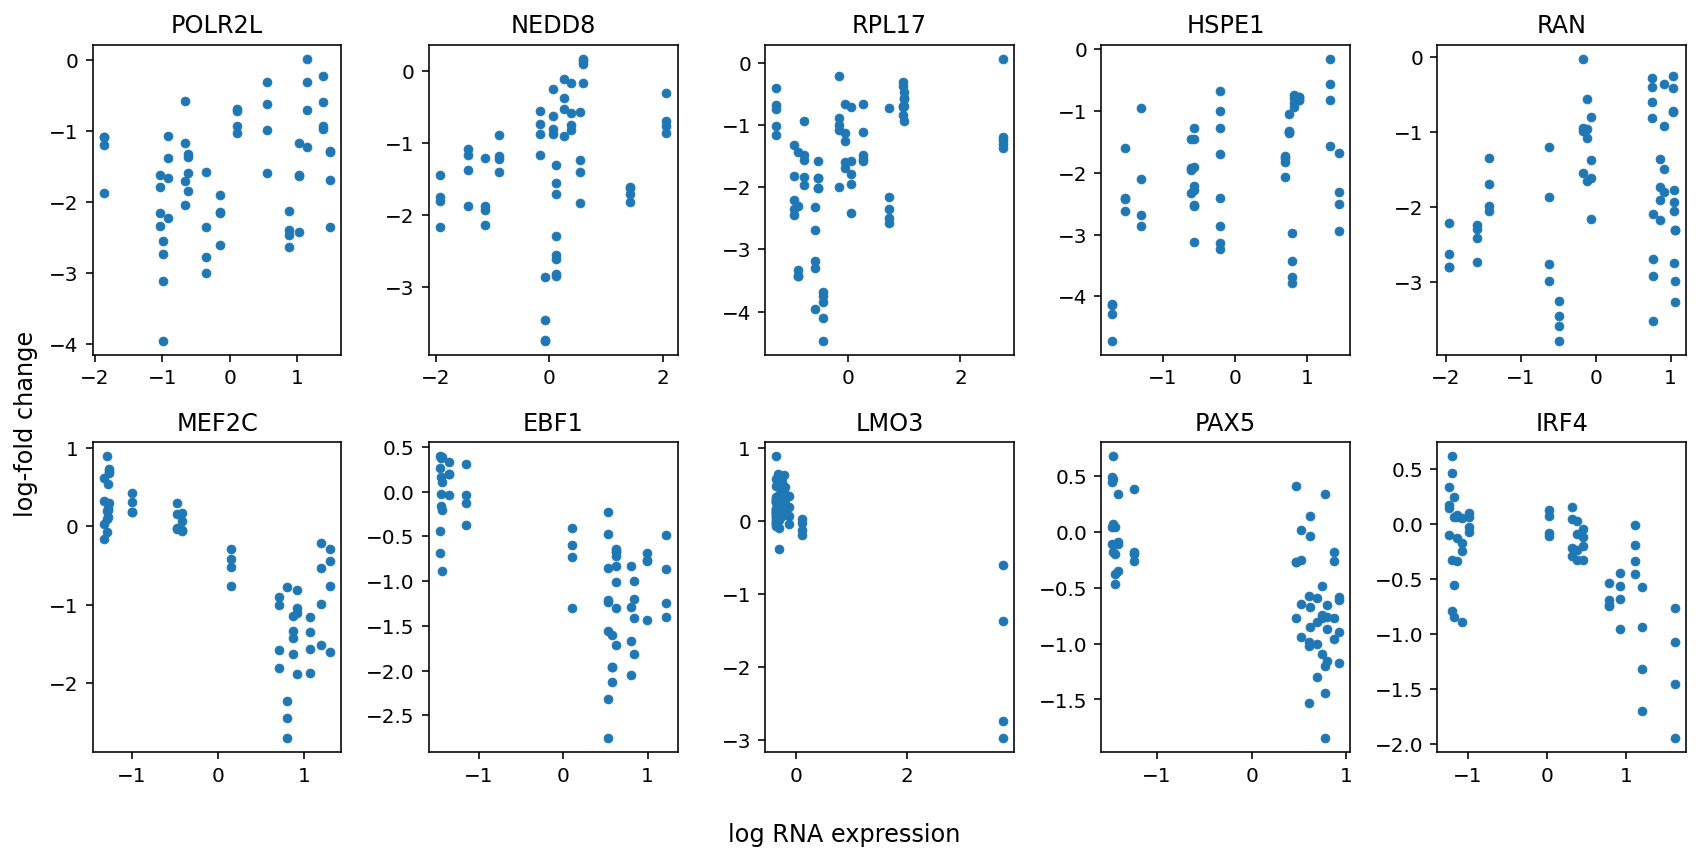 POLR2L NEDD8 RPL17 HSPE1 RAN
0 0 0 0 0
−1 −1 −1 −1 −1
−2 −2 −2 −2 −2
−3 −3 −3 −3 −3
−4 −4 −4
−2 −1 0 1 −2 0 2 0 2 −1 0 1 −2 −1 0 1
log-fold change
MEF2C EBF1 LMO3 PAX5 IRF4
1 0.5 1 0.5 0.5
0 0.0 0 0.0 0.0
−1 −0.5 −1 −0.5 −0.5
−2 −1.0 −2 −1.0 −1.0
−1.5 −3 −1.5 −1.5
−2.0 −2.0
−2.5
−1 0 1 −1 0 1 0 2 −1 0 1 −1 0 1
log RNA expression